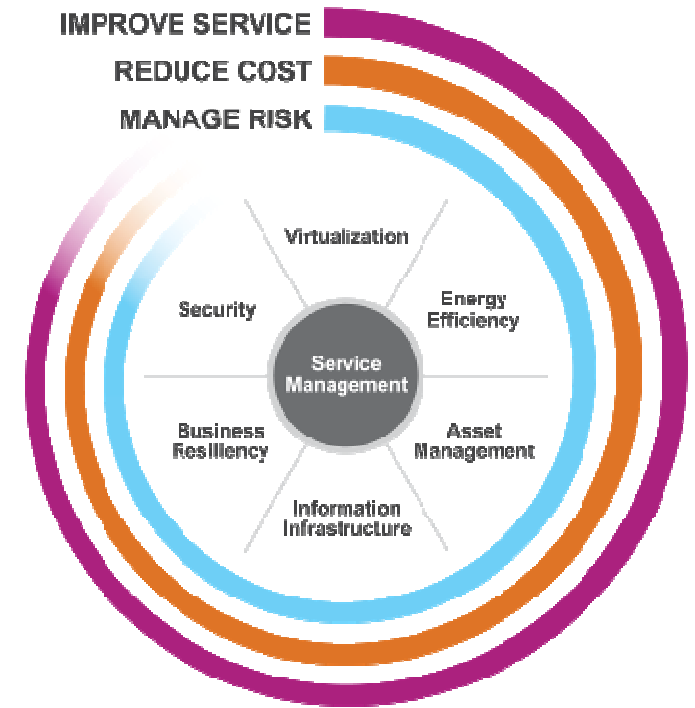 IMPROVE SERVICE
REDUCE COST
MANAGE RISK
Virtualization
Energy
Efficiency
Security
Service
Management
Business
Resiliency
Asset
Management
Information
Infrastructure